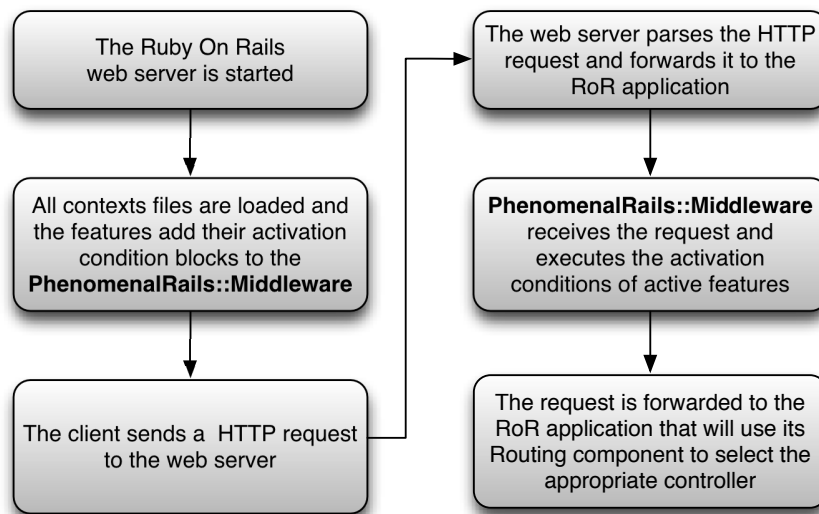 The Ruby On Rails
web server is started
All contexts files are loaded and
the features add their activation
condition blocks to the
PhenomenalRails::Middleware
The client sends a HTTP request
to the web server
The web server parses the HTTP
request and forwards it to the
RoR application
PhenomenalRails::Middleware
receives the request and
executes the activation
conditions of active features
The request is forwarded to the
RoR application that will use its
Routing component to select the
appropriate controller